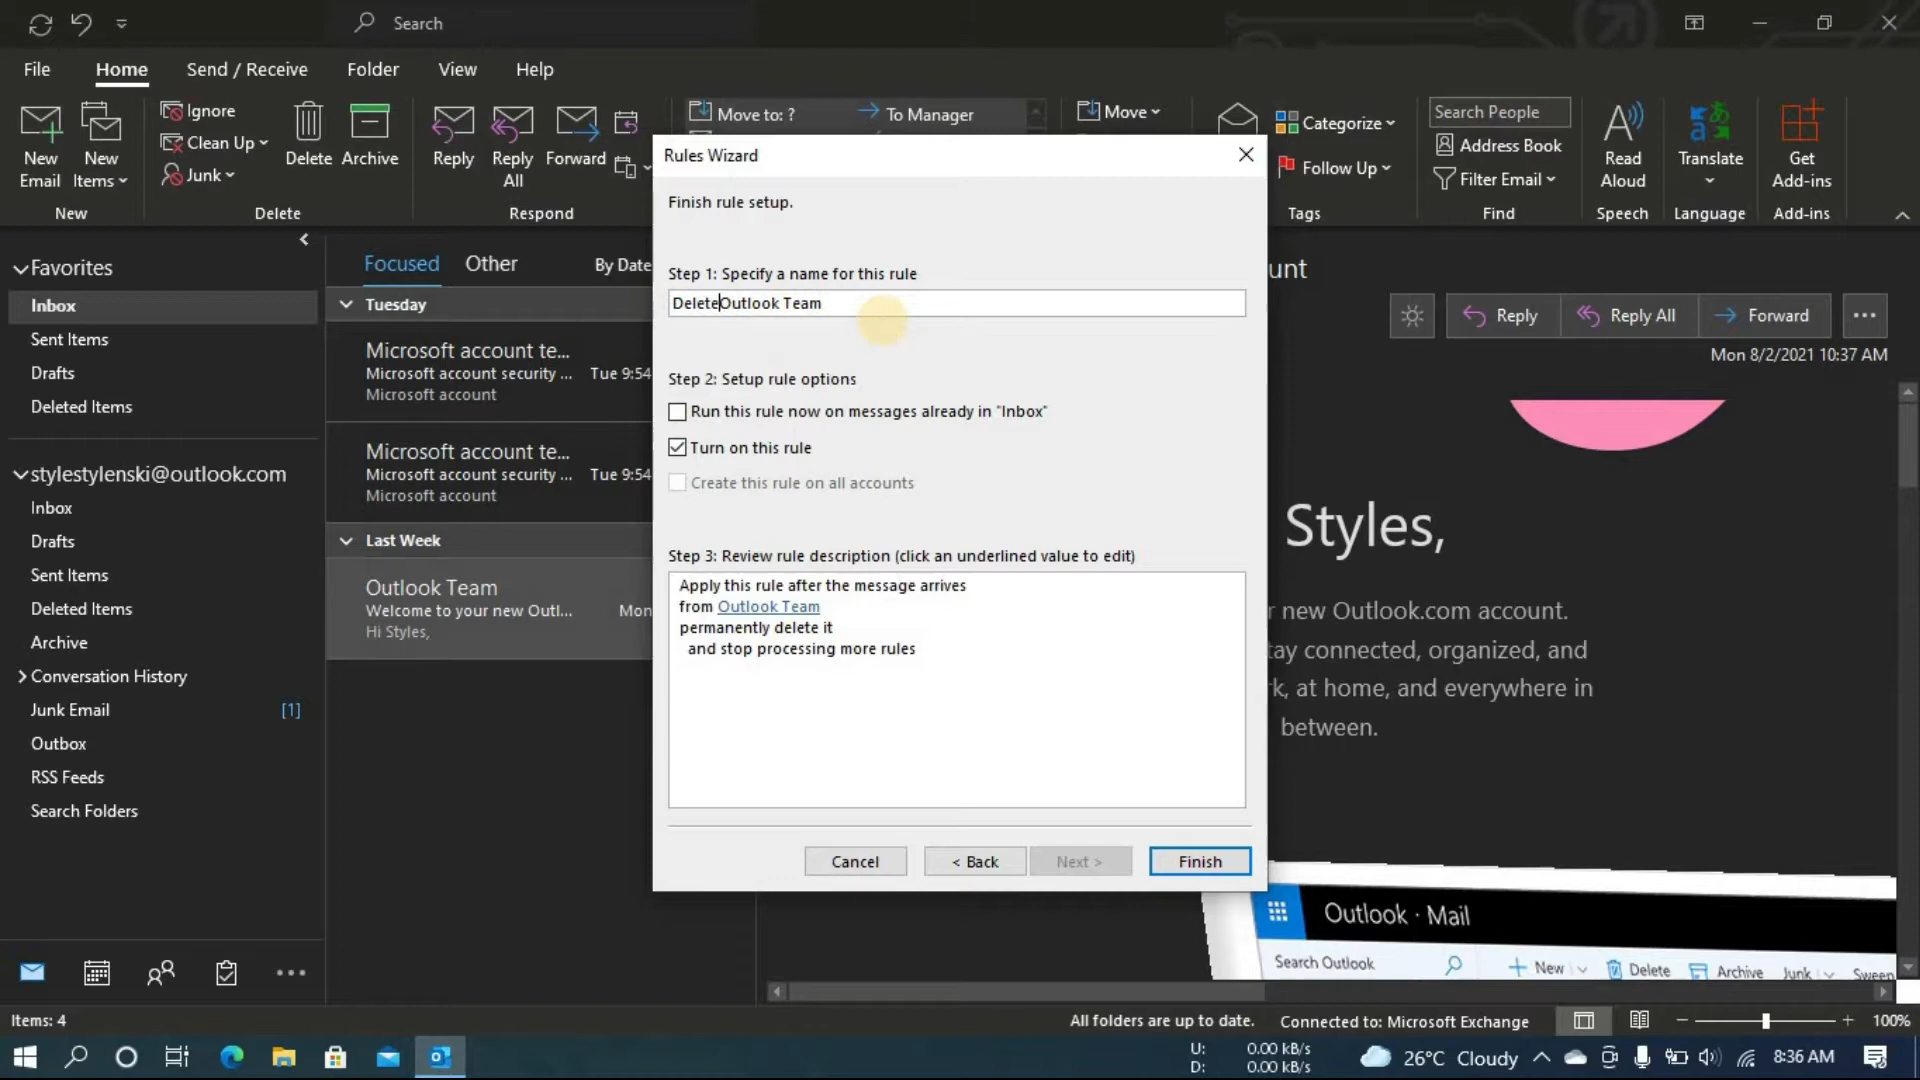 Search
File
Home
Send / Receive
Folder
View
Help
New Email
New Items
New
Ignore
Clean Up
Junk
Delete
Archive
Delete
Reply
Reply All
Forward
Respond
Move to: ?
To Manager
Move
Categorize
Follow Up
Tags
Search People
Address Book
Filter Email
Find
Read Aloud
Speech
Translate
Language
Get Add-ins
Add-ins
Favorites
Inbox
Sent Items
Drafts
Deleted Items
stylestylenski@outlook.com
Inbox
Drafts
Sent Items
Deleted Items
Archive
Conversation History
Junk Email [1]
Outbox
RSS Feeds
Search Folders
Focused
Other
By Date
Tuesday
Microsoft account te...
Microsoft account security ... Tue 9:54
Microsoft account
Microsoft account te...
Microsoft account security ... Tue 9:54
Microsoft account
Last Week
Outlook Team
Welcome to your new Outl... Mon
Hi Styles,
Rules Wizard
Finish rule setup.
Step 1: Specify a name for this rule
DeleteOutlook Team
Step 2: Setup rule options
Run this rule now on messages already in "Inbox"
Turn on this rule
Create this rule on all accounts
Step 3: Review rule description (click an underlined value to edit)
Apply this rule after the message arrives
from Outlook Team
permanently delete it
and stop processing more rules
Cancel
< Back
Next >
Finish
Reply
Reply All
Forward
Mon 8/2/2021 10:37 AM
Styles,
new Outlook.com account.
connected, organized, and
at home, and everywhere in
between.
Outlook · Mail
Search Outlook
New
Delete
Archive
Junk
Sweep
Items: 4
All folders are up to date.
Connected to: Microsoft Exchange
100%
U: 0.00 kB/s
D: 0.00 kB/s
26°C Cloudy
8:36 AM